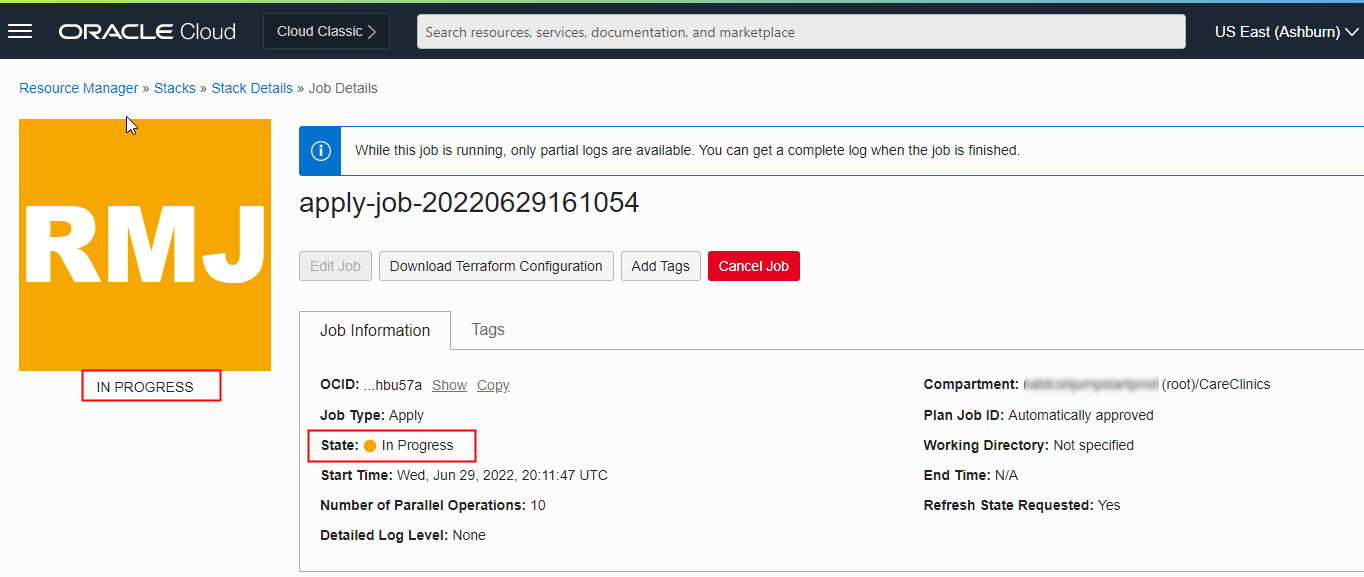 ORACLE Cloud
Cloud Classic
Search resources, services, documentation, and marketplace
US East (Ashburn)
Resource Manager » Stacks » Stack Details » Job Details
RMJ
IN PROGRESS
While this job is running, only partial logs are available. You can get a complete log when the job is finished.
apply-job-20220629161054
Edit Job
Download Terraform Configuration
Add Tags
Cancel Job
Job Information
Tags
OCID: ...hbu57a Show Copy
Job Type: Apply
State: In Progress
Start Time: Wed, Jun 29, 2022, 20:11:47 UTC
Number of Parallel Operations: 10
Detailed Log Level: None
Compartment: (root)/CareClinics
Plan Job ID: Automatically approved
Working Directory: Not specified
End Time: N/A
Refresh State Requested: Yes